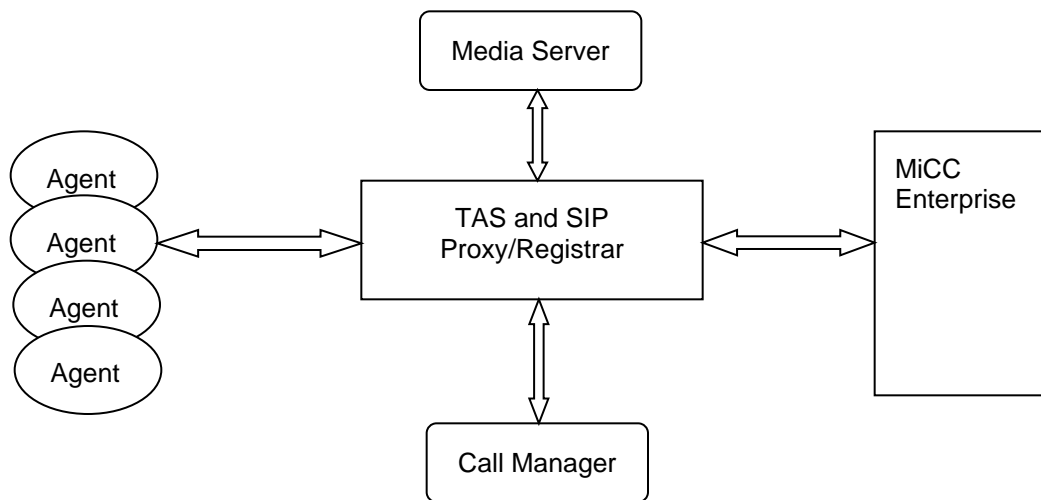 Media Server
Agent
Agent
Agent
Agent
TAS and SIP
Proxy/Registrar
MiCC
Enterprise
Call Manager